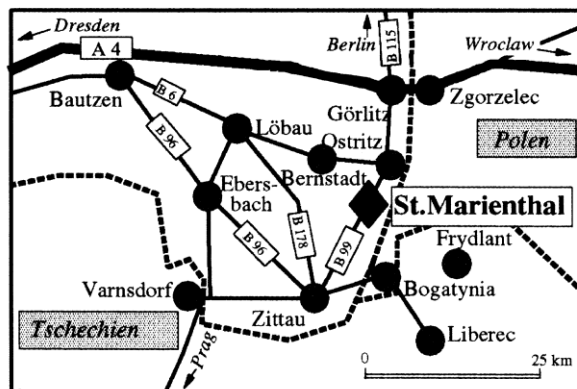 Dresden
A 4
Berlin
B 115
Wroclaw
Bautzen
B 6
Görlitz
Zgorzelec
Löbau
Ostritz
Polen
B 96
Bernstadt
Ebers-
bach
St.Marienthal
B 178
B 96
B 99
Frydlant
Varnsdorf
Bogatynia
Zittau
Tschechien
Prag
Liberec
0 25 km